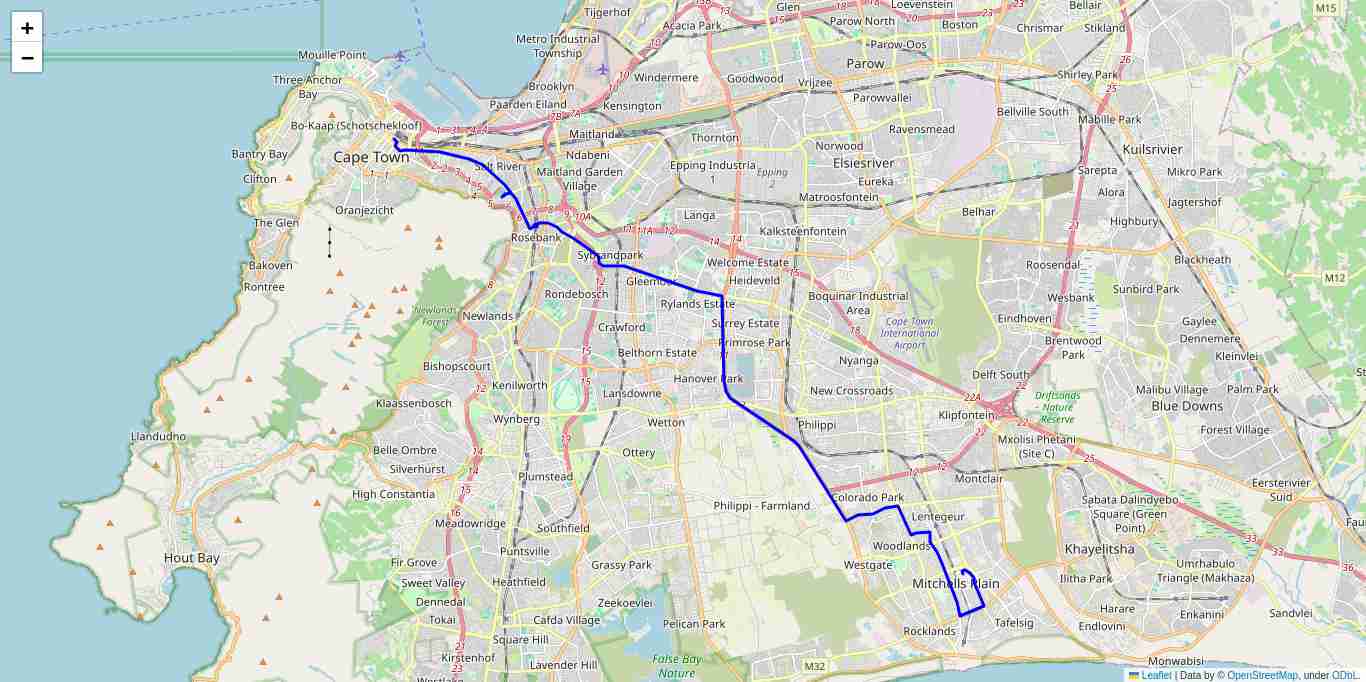 +
−
Tijgerhof
Acacia Park
13B
Glen
Loevenstein
Bellair
M15
Parow North
Boston
Chrismar
Stikland
Metro Industrial
Township
Parow-Oos
Mouille Point
Parow
Three Anchor
Bay
Windermere
Goodwood
Vrijzee
Shirley Park
Brooklyn
Paarden Eiland
Kensington
Parowvallei
Bellville South
Mabille Park
Bo-Kaap (Schotschekloof)
Maitland
Thornton
Ravensmead
Bantry Bay
Cape Town
Salt River
Ndabeni
Norwood
Kuilsrivier
Maitland Garden
Village
Epping Industria
1
Epping
2
Elsiesrivier
Sarepta
Mikro Park
Clifton
Eureka
Alora
Oranjezicht
Matroosfontein
Jagtershof
The Glen
Langa
Belhar
Highbury
Rosebank
Kalksteenfontein
Sybrandpark
Welcome Estate
Blackheath
Bakoven
Roosendal
Rontree
Rondebosch
Gleemoor
Heideveld
M12
Rylands Estate
Boquinar Industrial
Area
Wesbank
Sunbird Park
Newlands
Forest
Newlands
Crawford
Surrey Estate
Cape Town
International
Airport
Eindhoven
Gaylee
Belthorn Estate
Primrose Park
Brentwood
Park
Dennemere
Bishopscourt
Nyanga
Kleinvlei
Kenilworth
Hanover Park
Delft South
Malibu Village
Palm Park
Klaassenbosch
Lansdowne
New Crossroads
Driftsands
Nature
Reserve
Blue Downs
Wynberg
Wetton
Philippi
Klipfontein
22A
Forest Village
Llandudho
Mxolisi Phetani
(Site C)
Belle Ombre
Ottery
Silverhurst
Plumstead
Montclair
Eersterivier
Suid
High Constantia
Colorado Park
Sabata Dalindyebo
Square (Green
Point)
Philippi - Farmland
Meadowridge
Southfield
Lentegeur
Hout Bay
Puntsville
Woodlands
Khayelitsha
Fir Grove
Grassy Park
Westgate
Umrhabulo
Triangle (Makhaza)
Sweet Valley
Heathfield
Mitchells Plain
Ilitha Park
Dennedal
Zeekoevlei
Harare
Enkanini
Sandvlei
Tokai
Cafda Village
Pelican Park
Rocklands
Tafelsig
Endlovini
Square Hill
Kirstenhof
Lavender Hill
False Bay
Nature
M32
Monwabisi
Leaflet | Data by © OpenStreetMap, under ODbL.